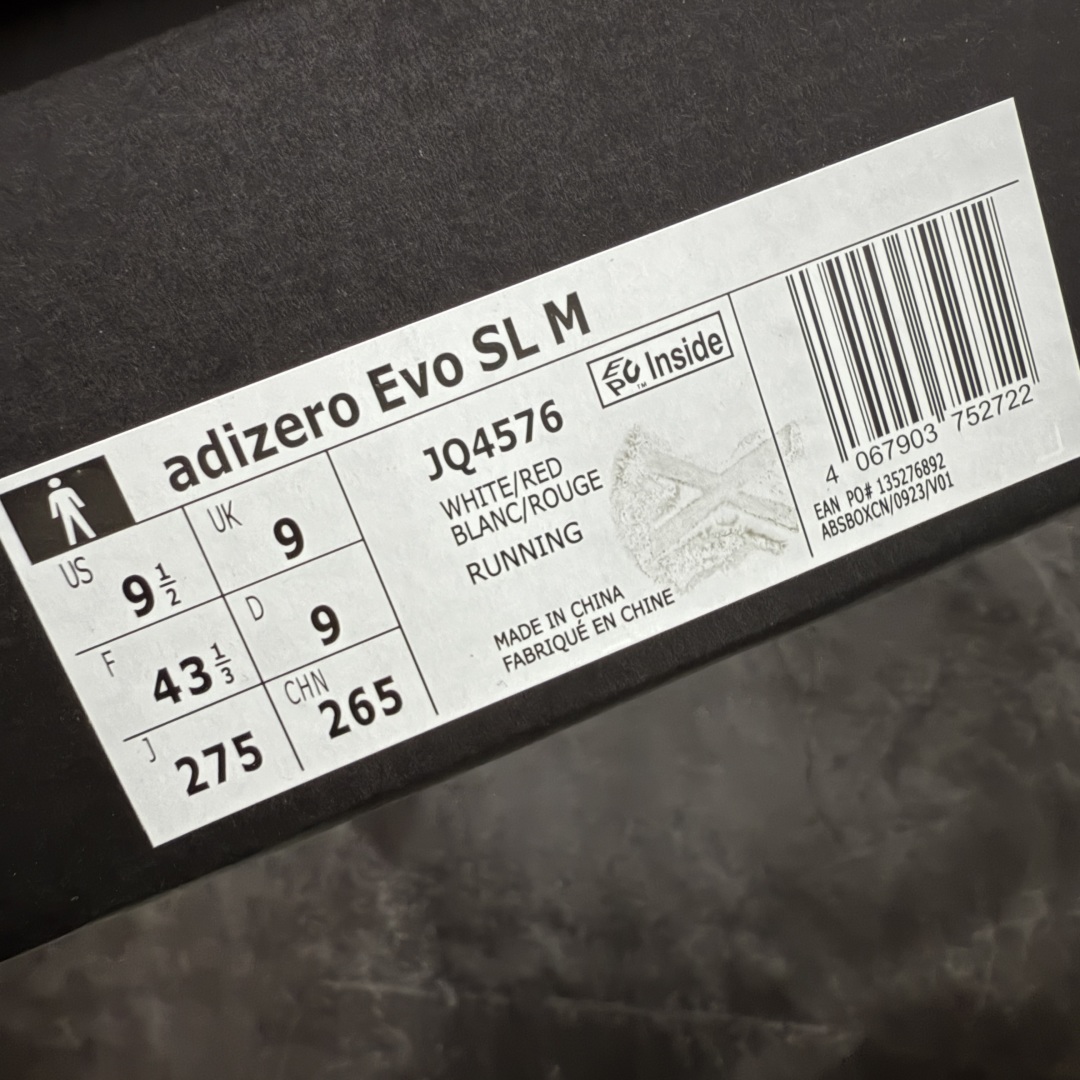 adizero Evo SL M
US 9 1/2
UK 9
F 43 1/3
D 9
J 275
CHN 265
JQ4576
WHITE/RED
BLANC/ROUGE
RUNNING
MADE IN CHINA
FABRIQUÉ EN CHINE
EPC™ Inside
4 067903 752722
EAN PO# 135276892
ABSBOXCN/0923/V01